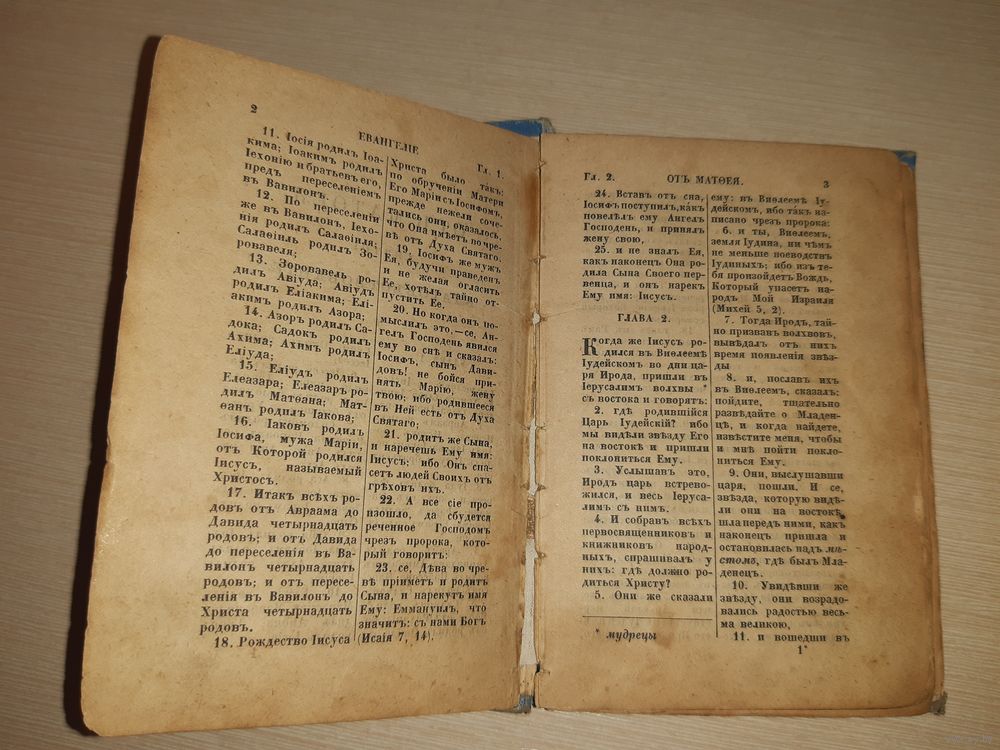 2
ЕВАНГЕЛІЕ
Гл. 1.
11. Іосія родилъ Іоа-
кима; Іоакимъ родилъ
Іехонію и братьевъ его,
предъ переселеніемъ
въ Вавилонъ.
12. По переселеніи
же въ Вавилонъ, Іехо-
нія родилъ Салаѳіиля;
Салаѳіиль родилъ Зо-
ровавеля;
13. Зоровавель ро-
дилъ Авіуда; Авіудъ
родилъ Еліакима; Елі-
акимъ родилъ Азора;
14. Азоръ родилъ Са-
дока; Садокъ родилъ
Ахима; Ахимъ родилъ
Еліуда;
15. Еліудъ родилъ
Елеазара; Елеазаръ ро-
дилъ Матѳана; Мат-
ѳанъ родилъ Іакова;
16. Іаковъ родилъ
Іосифа, мужа Маріи,
отъ Которой родился
Іисусъ, называемый
Христосъ.
17. Итакъ всѣхъ ро-
довъ отъ Авраама до
Давида четырнадцать
родовъ; и отъ Давида
до переселенія въ Ва-
вилонъ четырнадцать
родовъ; и отъ пересе-
ленія въ Вавилонъ до
Христа четырнадцать
родовъ.
18. Рождество Іисуса
Христа было та́къ:
по обрученіи Матери
Его Маріи съ Іосифомъ,
прежде нежели соче-
тались они, оказалось,
что Она имѣетъ во чре-
вѣ отъ Духа Святаго.
19. Іосифъ же мужъ
Ея, будучи праведенъ
и не желая огласить
Ее, хотѣлъ тайно от-
пустить Ее.
20. Но когда онъ по-
мыслилъ это,—се, Ан-
гелъ Господень явился
ему во снѣ и сказалъ:
Іосифъ, сынъ Дави-
довъ! не бойся при-
нять Марію, жену
твою; ибо родившееся
въ Ней есть отъ Духа
Святаго;
21. родитъ же Сына,
и наречешь Ему имя:
Іисусъ; ибо Онъ спа-
сетъ людей Своихъ отъ
грѣховъ ихъ.
22. А все сіе про-
изошло, да сбудется
реченное Господомъ
чрезъ пророка, кото-
рый говоритъ:
23. се, Дѣва во чре-
вѣ пріиметъ и родитъ
Сына, и нарекутъ имя
Ему: Еммануилъ, что
значитъ: съ нами Богъ
(Исаія 7, 14).
Гл. 2.
ОТЪ МАТѲЕЯ.
3
24. Вставъ отъ сна,
Іосифъ поступилъ, ка́къ
повелѣлъ ему Ангелъ
Господень, и принялъ
жену свою,
25. и не зналъ Ея,
какъ наконецъ Она ро-
дила Сына Своего пер-
венца, и онъ нарекъ
Ему имя: Іисусъ.
ГЛАВА 2.
Когда же Іисусъ ро-
дился въ Виѳлеемѣ
Іудейскомъ во дни ца-
ря Ирода, пришли въ
Іерусалимъ волхвы *
съ востока и говорятъ:
2. гдѣ родившійся
Царь Іудейскій? ибо
мы видѣли звѣзду Его
на востокѣ и пришли
поклониться Ему.
3. Услышавъ это,
Иродъ царь встрево-
жился, и весь Іеруса-
лимъ съ нимъ.
4. И собравъ всѣхъ
первосвященниковъ и
книжниковъ народ-
ныхъ, спрашивалъ у
нихъ: гдѣ должно ро-
диться Христу?
5. Они же сказали
* мудрецы
ему: въ Виѳлеемѣ Іу-
дейскомъ, ибо та́къ на-
писано чрезъ пророка:
6. и ты, Виѳлеемъ,
земля Іудина, ни чѣмъ
не меньше воеводствъ
Іудиныхъ; ибо изъ те-
бя произойдетъ Вождь,
Который упасетъ на-
родъ Мой Израиля
(Михей 5, 2).
7. Тогда Иродъ, тай-
но призвавъ волхвовъ,
вывѣдалъ отъ нихъ
время появленія звѣз-
ды
8. и, пославъ ихъ
въ Виѳлеемъ, сказалъ:
пойдите, тщательно
развѣдайте о Младен-
цѣ, и когда найдете,
извѣстите меня, чтобы
и мнѣ пойти покло-
ниться Ему.
9. Они, выслушавши
царя, пошли. И се,
звѣзда, которую видѣ-
ли они на востокѣ,
шла передъ ними, какъ
наконецъ пришла и
остановилась надъ мѣ-
стомъ, гдѣ былъ Мла-
денецъ.
10. Увидѣвши же
звѣзду, они возрадо-
вались радостью весь-
ма великою,
11. и вошедши въ
1*